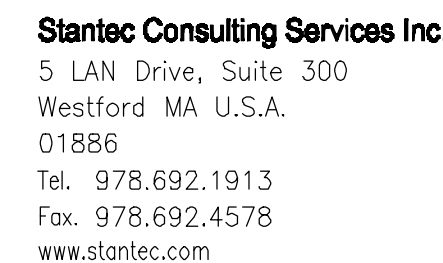 Stantec Consulting Services Inc
5 LAN Drive, Suite 300
Westford MA U.S.A.
01886
Tel. 978.692.1913
Fax. 978.692.4578
www.stantec.com